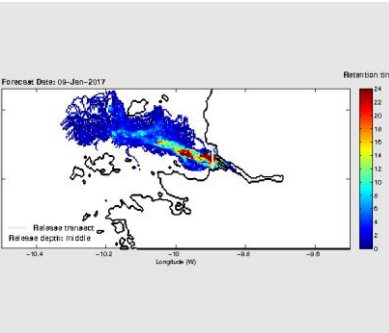 Retention tim
Forecast Date: 09-Jan-2017
24
22
20
18
16
14
12
10
8
6
4
2
0
Release transect
Release depth: middle
-10.4 -10.2 -10 -9.8 -9.6
Longitude (W)